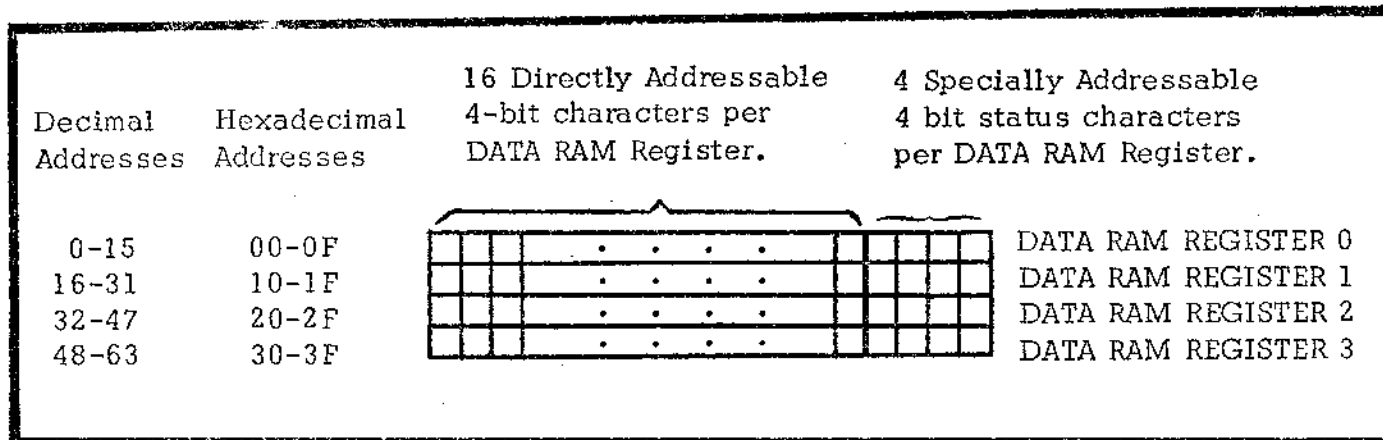 Decimal Addresses
Hexadecimal Addresses
16 Directly Addressable
4-bit characters per
DATA RAM Register.
4 Specially Addressable
4 bit status characters
per DATA RAM Register.
0-15 00-0F DATA RAM REGISTER 0
16-31 10-1F DATA RAM REGISTER 1
32-47 20-2F DATA RAM REGISTER 2
48-63 30-3F DATA RAM REGISTER 3